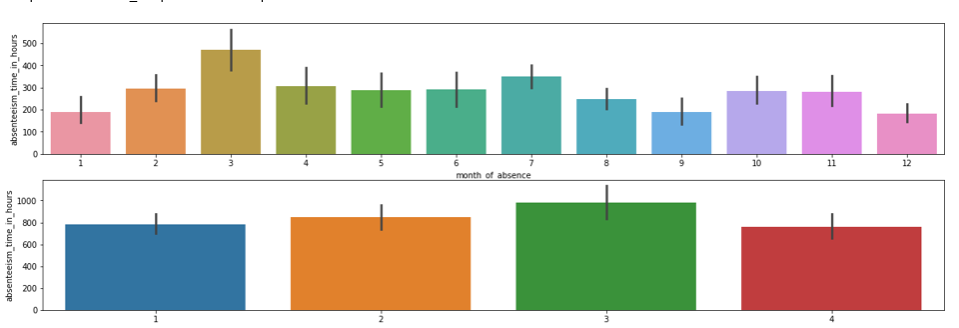 absenteeism_time_in_hours
500
400
300
200
100
0
1 2 3 4 5 6 7 8 9 10 11 12
month_of_absence
absenteeism_time_in_hours
1000
800
600
400
200
0
1 2 3 4